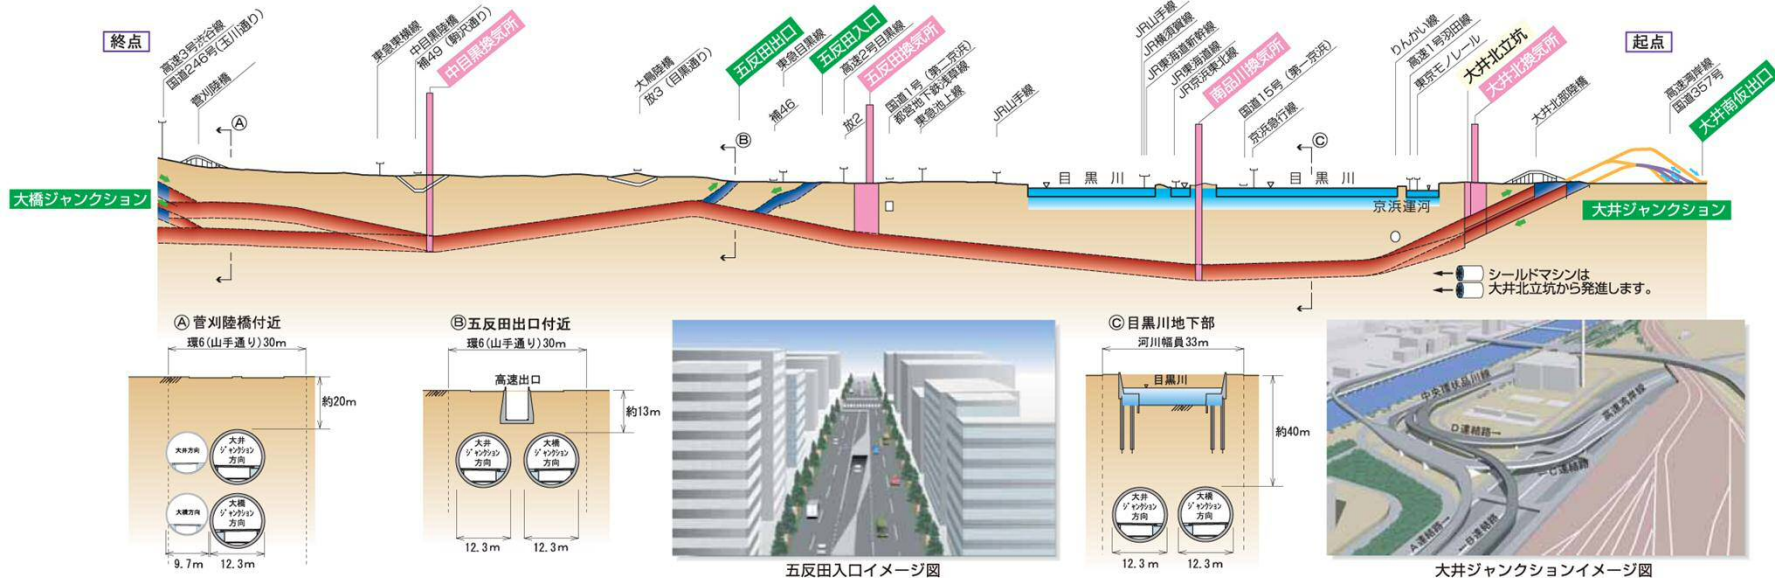 終点
高速3号渋谷線
国道246号(玉川通り)
菅刈陸橋
東急東横線
中目黒陸橋
補49(駒沢通り)
中目黒換気所
大鳥陸橋
放3(目黒通り)
五反田出口
東急目黒線
補46
五反田入口
高速2号目黒線
放2
五反田換気所
国道1号(第二京浜)
都営地下鉄浅草線
東急池上線
JR山手線
JR山手線
JR横須賀線
JR東海道新幹線
JR東海道線
JR京浜東北線
南品川換気所
国道15号(第一京浜)
京浜急行線
りんかい線
高速1号羽田線
東京モノレール
大井北立坑
大井北換気所
大井北部陸橋
起点
高速湾岸線
国道357号
大井南仮出口
Ⓐ
Ⓑ
Ⓒ
大橋ジャンクション
目黒川
目黒川
京浜運河
大井ジャンクション
シールドマシンは
大井北立坑から発進します。
Ⓐ菅刈陸橋付近
環6(山手通り)30m
約20m
大井方向
大井
ジャンクション
方向
大橋方向
大橋
ジャンクション
方向
9.7m
12.3m
Ⓑ五反田出口付近
環6(山手通り)30m
高速出口
約13m
大井
ジャンクション
方向
大橋
ジャンクション
方向
12.3m
12.3m
五反田入口イメージ図
Ⓒ目黒川地下部
河川幅員33m
目黒川
約40m
大井
ジャンクション
方向
大橋
ジャンクション
方向
12.3m
12.3m
中央環状品川線
高速湾岸線
D連結路→
←C連結路
A連結路→
←B連結路
大井ジャンクションイメージ図